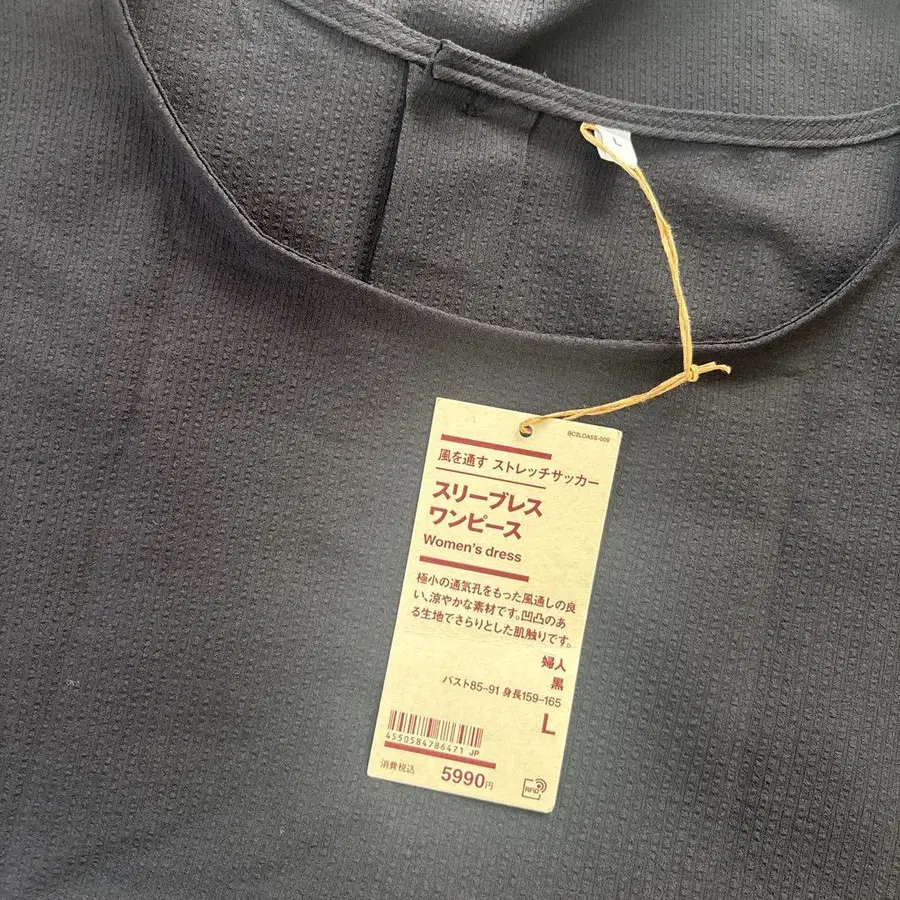 L
BC2LOA5S-009
風を通す ストレッチサッカー
スリーブレス
ワンピース
Women's dress
極小の通気孔をもった風通しの良
い、涼やかな素材です。凹凸のあ
る生地でさらりとした肌触りです。
婦人
黒
バスト85-91 身長159-165
L
4550584786471 JP
消費税込 5990円
RFID